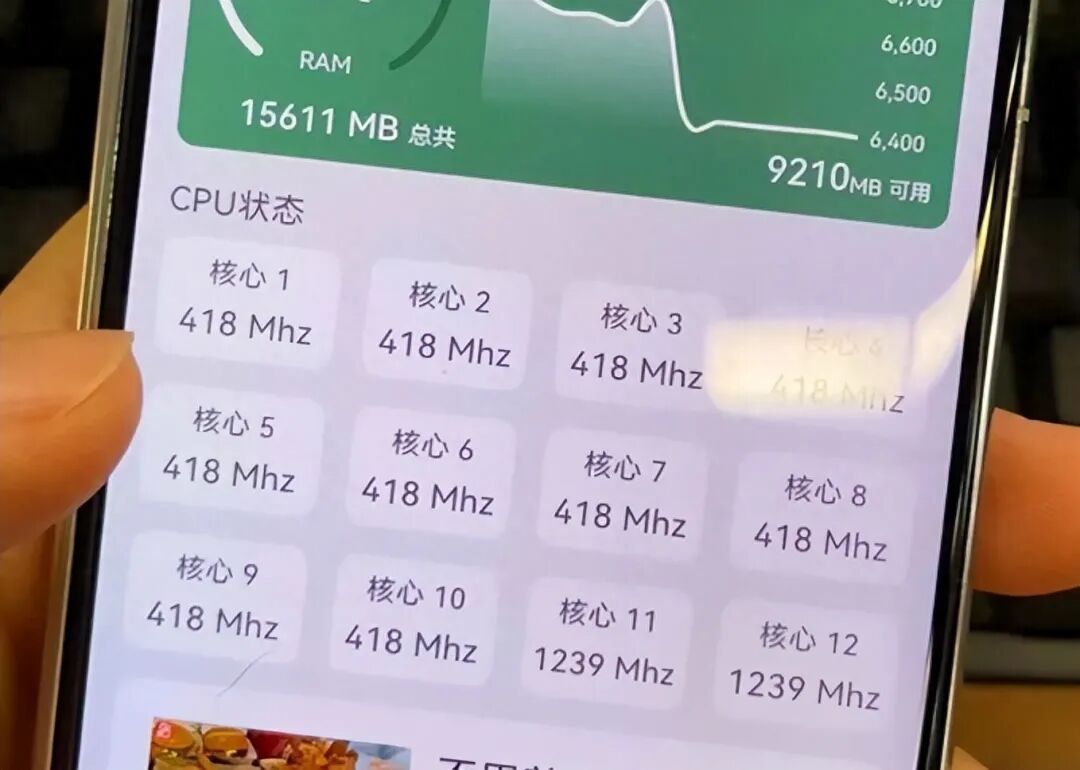 6,600
RAM
6,500
15611 MB 总共
6,400
9210MB 可用
CPU状态
核心 1
418 Mhz
核心 2
418 Mhz
核心 3
418 Mhz
418 Mhz
核心 5
418 Mhz
核心 6
418 Mhz
核心 7
418 Mhz
核心 8
418 Mhz
核心 9
418 Mhz
核心 10
418 Mhz
核心 11
1239 Mhz
核心 12
1239 Mhz